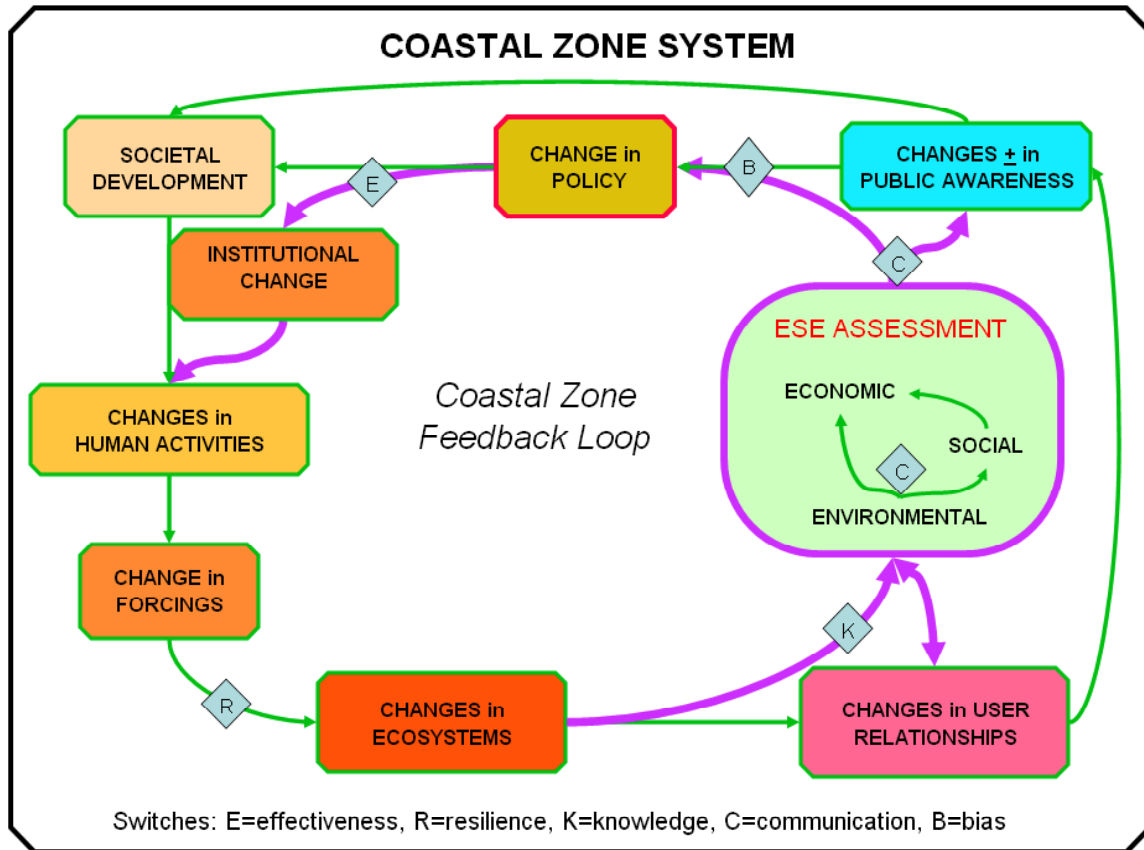 COASTAL ZONE SYSTEM
SOCIETAL
DEVELOPMENT
E
CHANGE in
POLICY
B
CHANGES ± in
PUBLIC AWARENESS
INSTITUTIONAL
CHANGE
C
ESE ASSESSMENT
ECONOMIC
SOCIAL
C
ENVIRONMENTAL
Coastal Zone
Feedback Loop
CHANGES in
HUMAN ACTIVITIES
CHANGE in
FORCINGS
R
K
CHANGES in
ECOSYSTEMS
CHANGES in USER
RELATIONSHIPS
Switches: E=effectiveness, R=resilience, K=knowledge, C=communication, B=bias